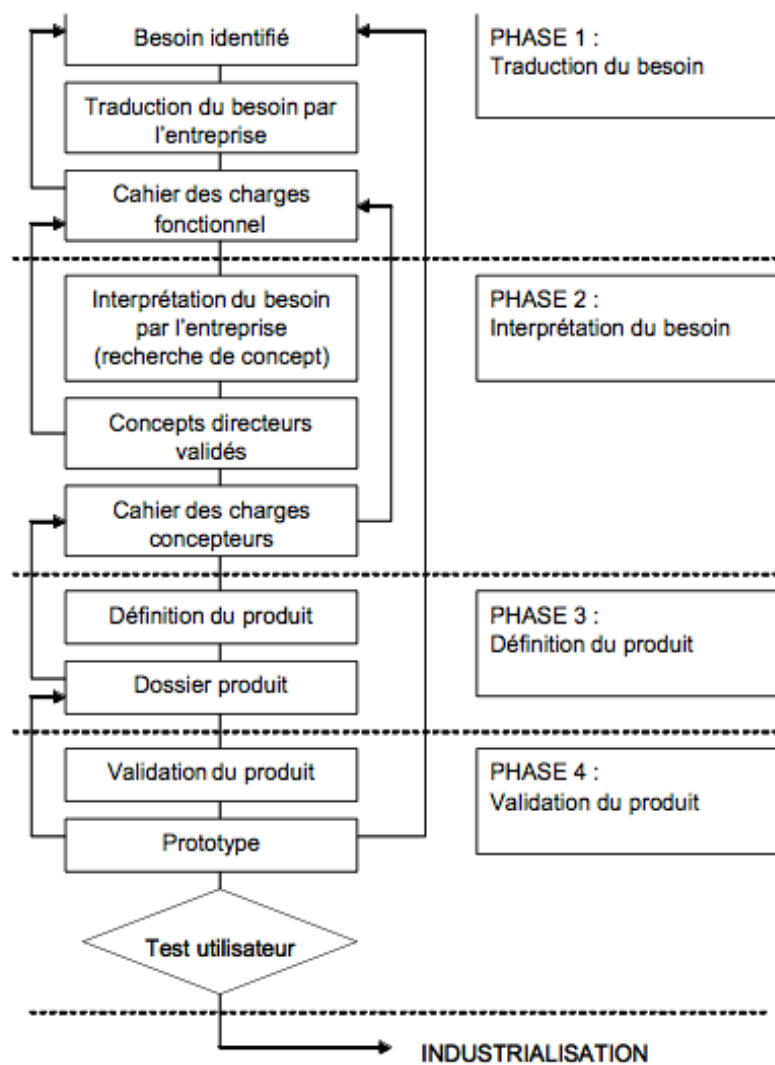 Besoin identifié
PHASE 1 :
Traduction du besoin
Traduction du besoin par
l'entreprise
Cahier des charges
fonctionnel
Interprétation du besoin
par l'entreprise
(recherche de concept)
PHASE 2 :
Interprétation du besoin
Concepts directeurs
validés
Cahier des charges
concepteurs
Définition du produit
PHASE 3 :
Définition du produit
Dossier produit
Validation du produit
PHASE 4 :
Validation du produit
Prototype
Test utilisateur
INDUSTRIALISATION